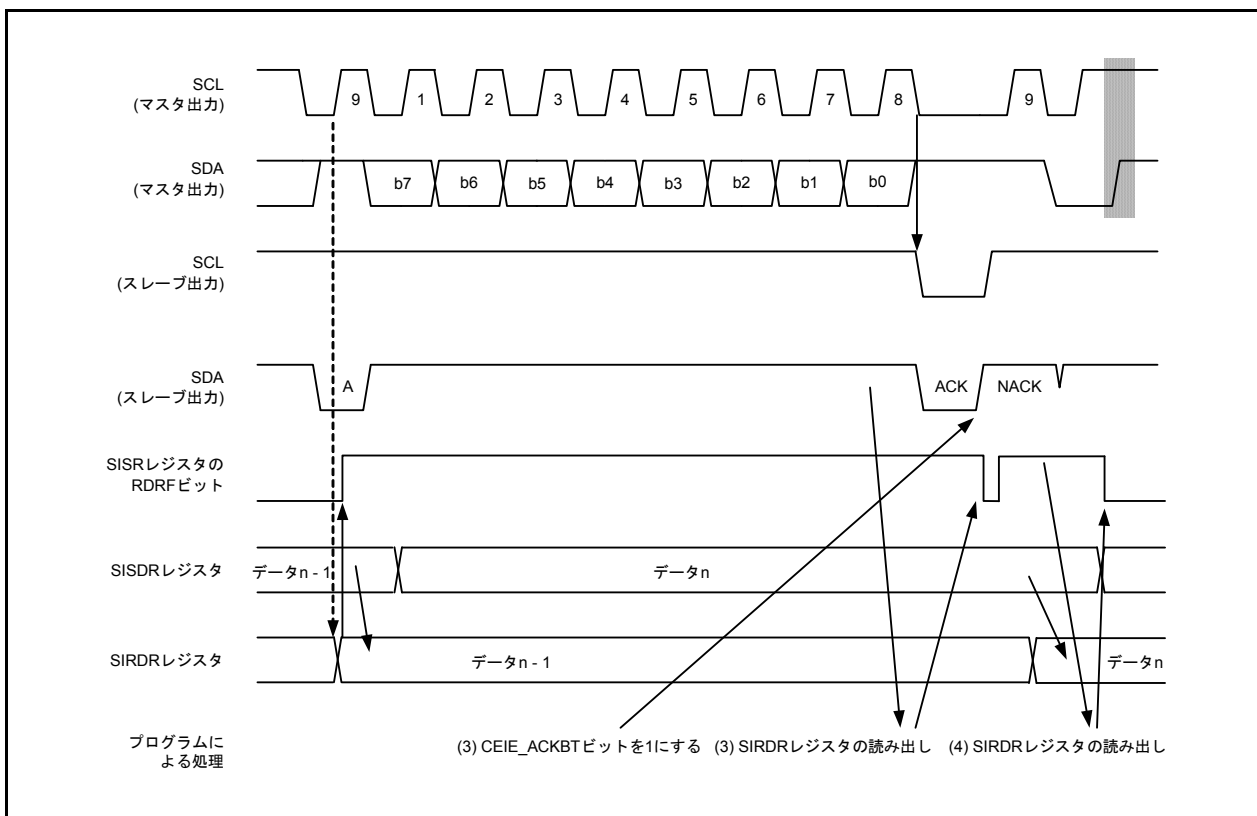 SCL
(マスタ出力)
9 1 2 3 4 5 6 7 8 9
SDA
(マスタ出力)
b7 b6 b5 b4 b3 b2 b1 b0
SCL
(スレーブ出力)
SDA
(スレーブ出力)
A ACK NACK
SISRレジスタの
RDRFビット
SISDRレジスタ
データn - 1 データn
SIRDRレジスタ
データn - 1 データn
プログラムに
よる処理
(3) CEIE_ACKBTビットを1にする (3) SIRDRレジスタの読み出し (4) SIRDRレジスタの読み出し